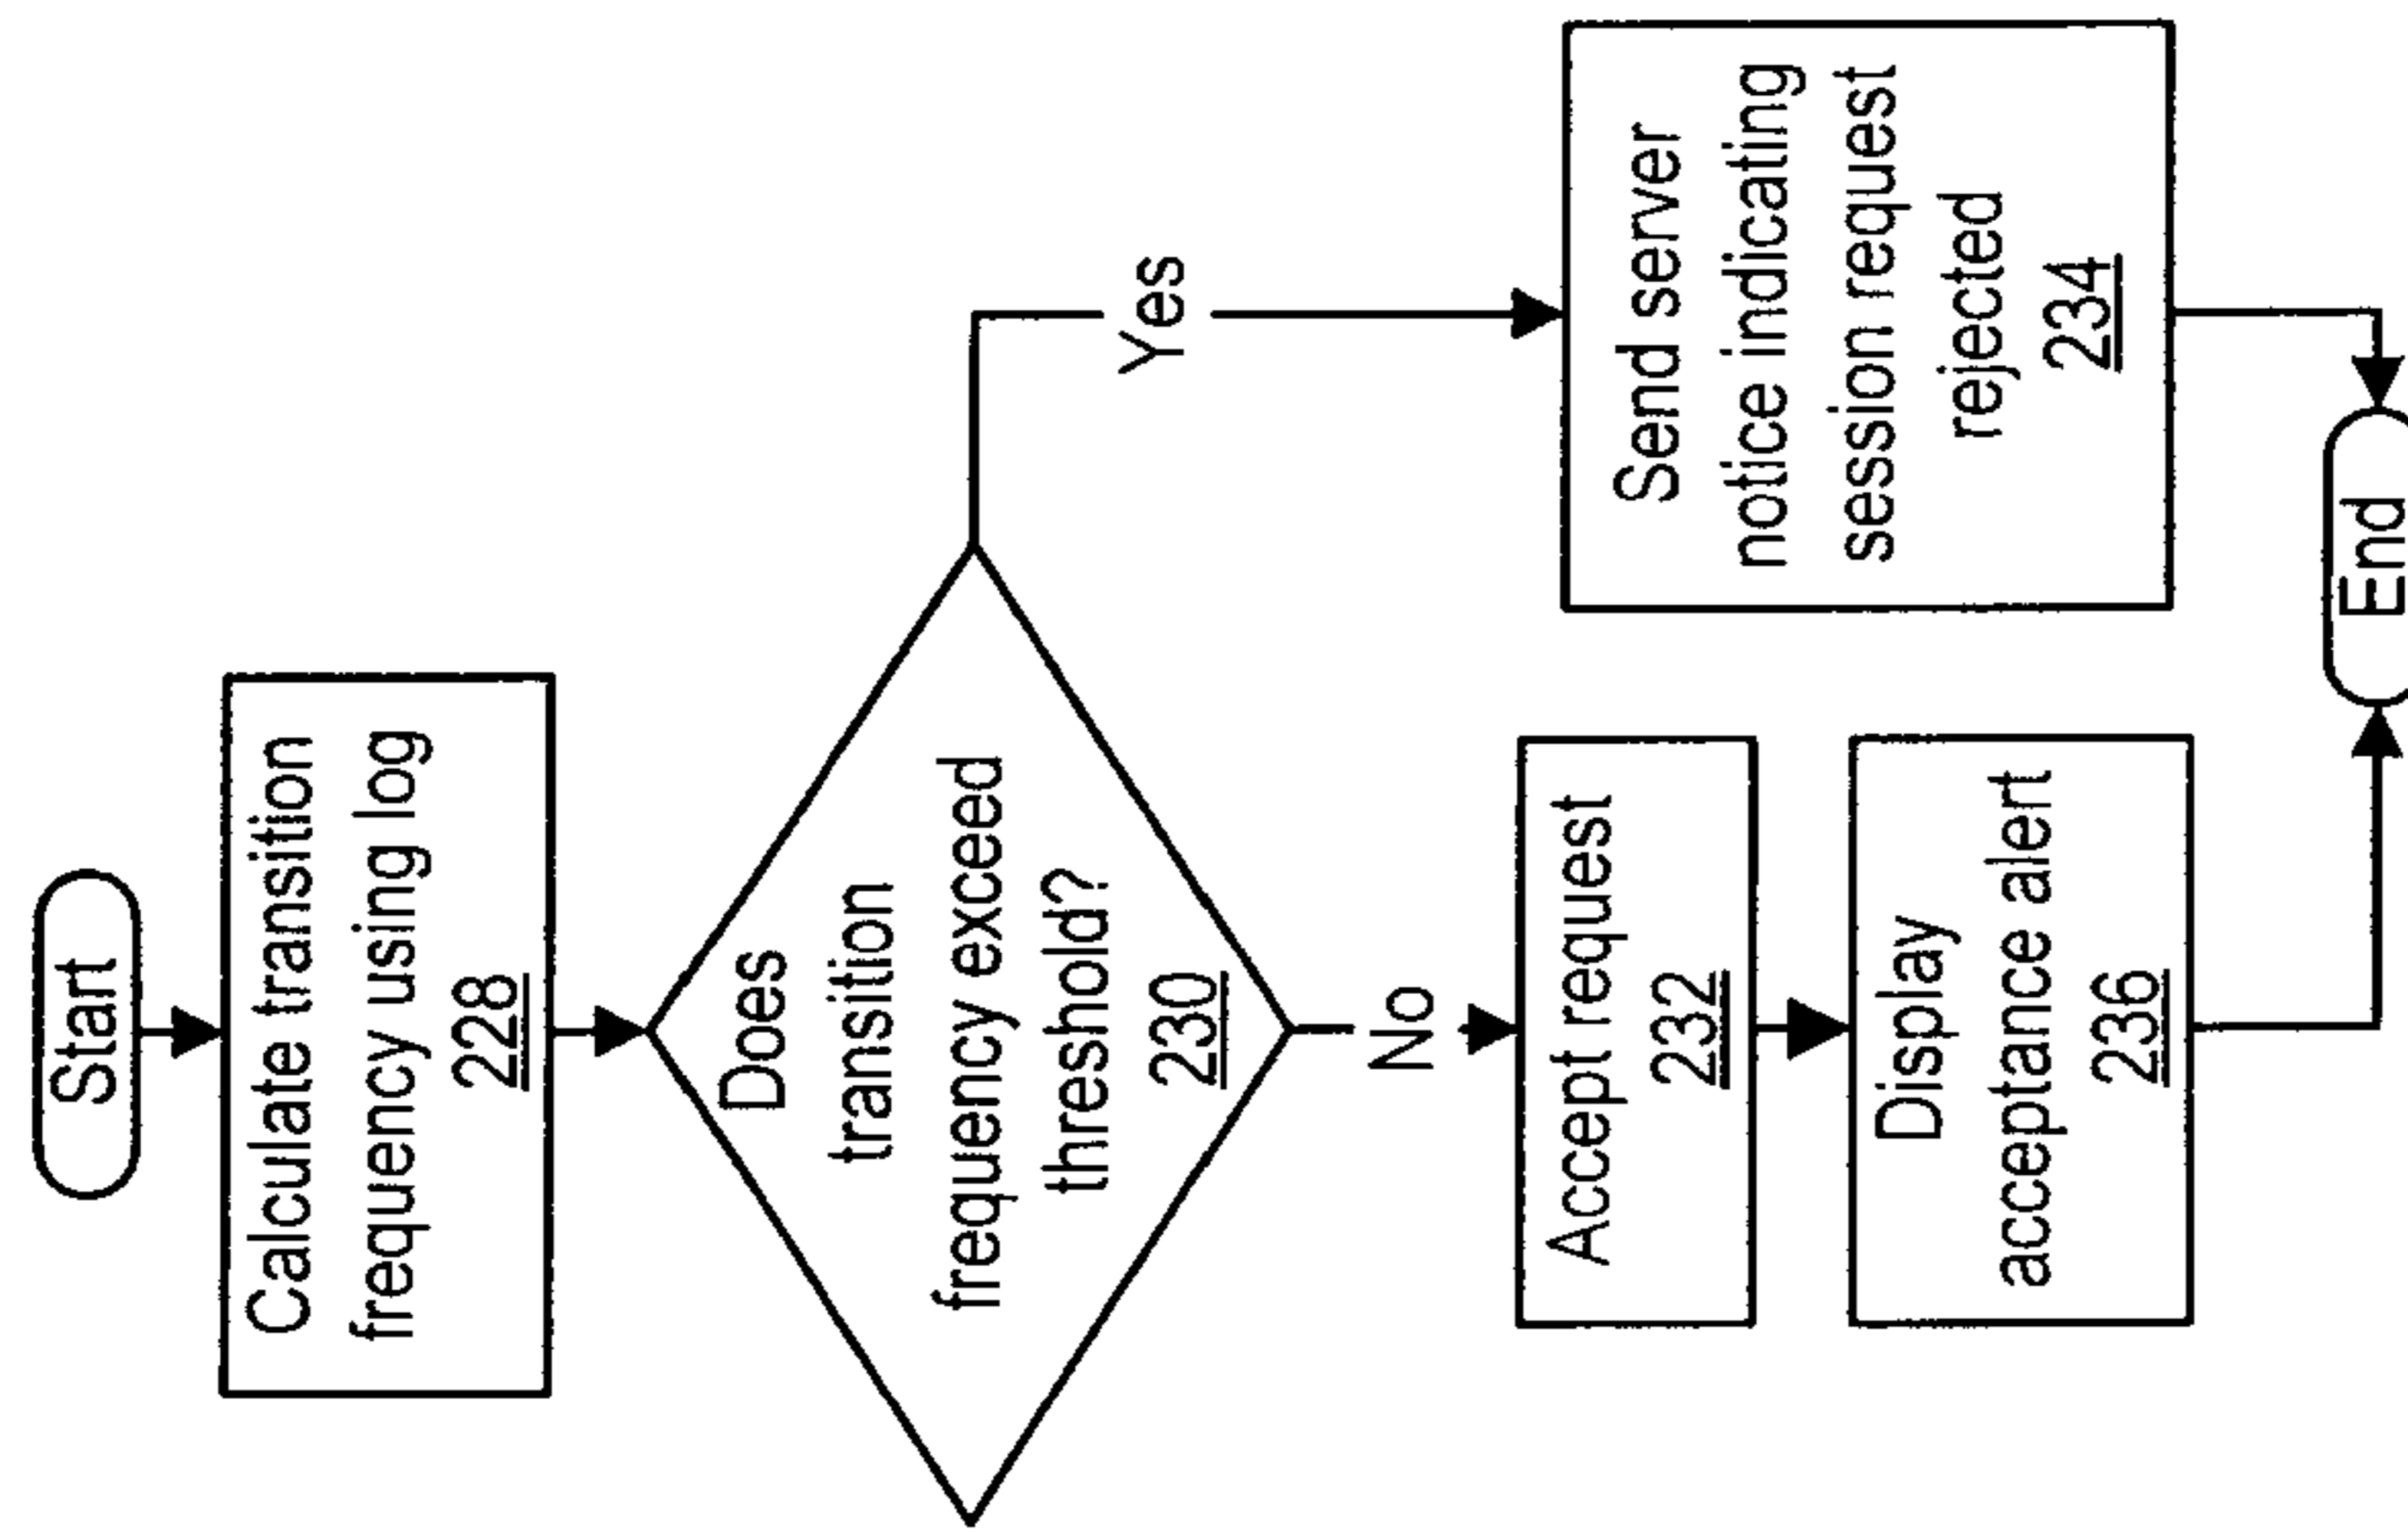 Start
Calculate transition
frequency using log
228
Does
transition
frequency exceed
threshold?
230
Yes
No
Accept request
232
Display
acceptance alert
236
Send server
notice indicating
session request
rejected
234
End